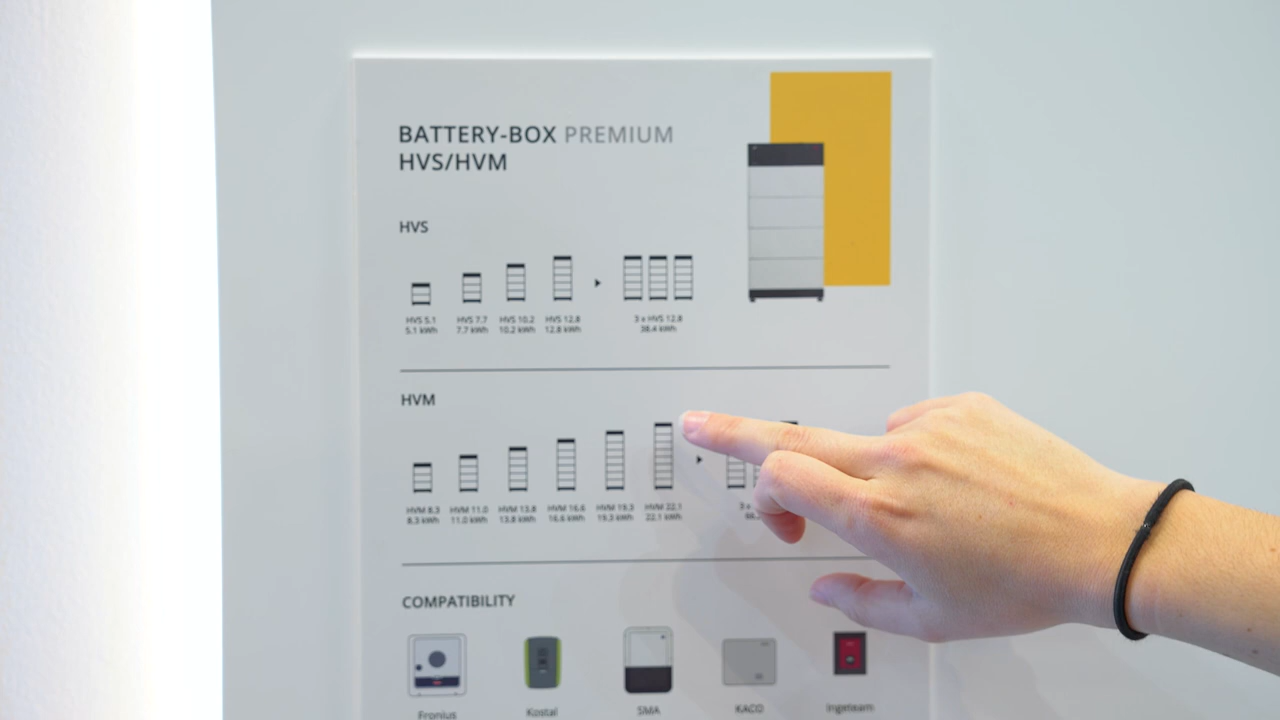 BATTERY-BOX PREMIUM
HVS/HVM
HVS
HVS 5.1 HVS 7.7 HVS 10.2 HVS 12.8 3 x HVS 12.8
5.1 kWh 7.7 kWh 10.2 kWh 12.8 kWh 38.4 kWh
HVM
HVM 8.3 HVM 11.0 HVM 13.8 HVM 16.6 HVM 19.3 HVM 22.1 3 x
8.3 kWh 11.0 kWh 13.8 kWh 16.6 kWh 19.3 kWh 22.1 kWh
COMPATIBILITY
Fronius Kostal SMA KACO Ingeteam